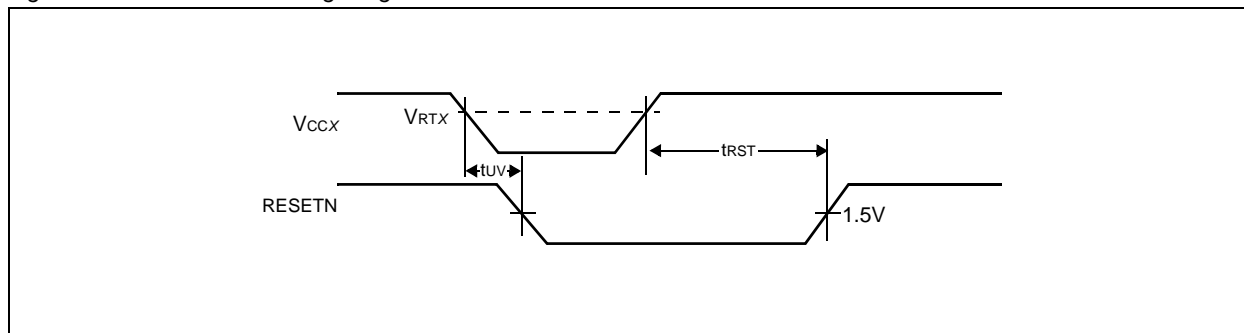 VCCX
VRTX
tRST
tUV
RESETN
1.5V